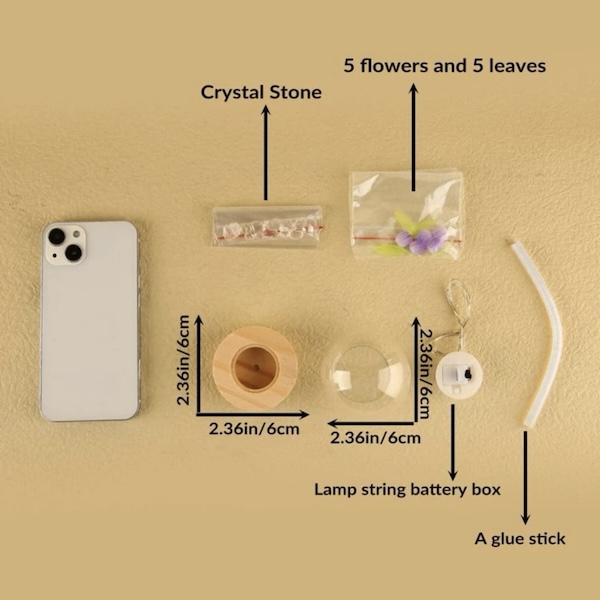 5 flowers and 5 leaves
Crystal Stone
2.36in/6cm
2.36in/6cm
2.36in/6cm
2.36in/6cm
Lamp string battery box
A glue stick